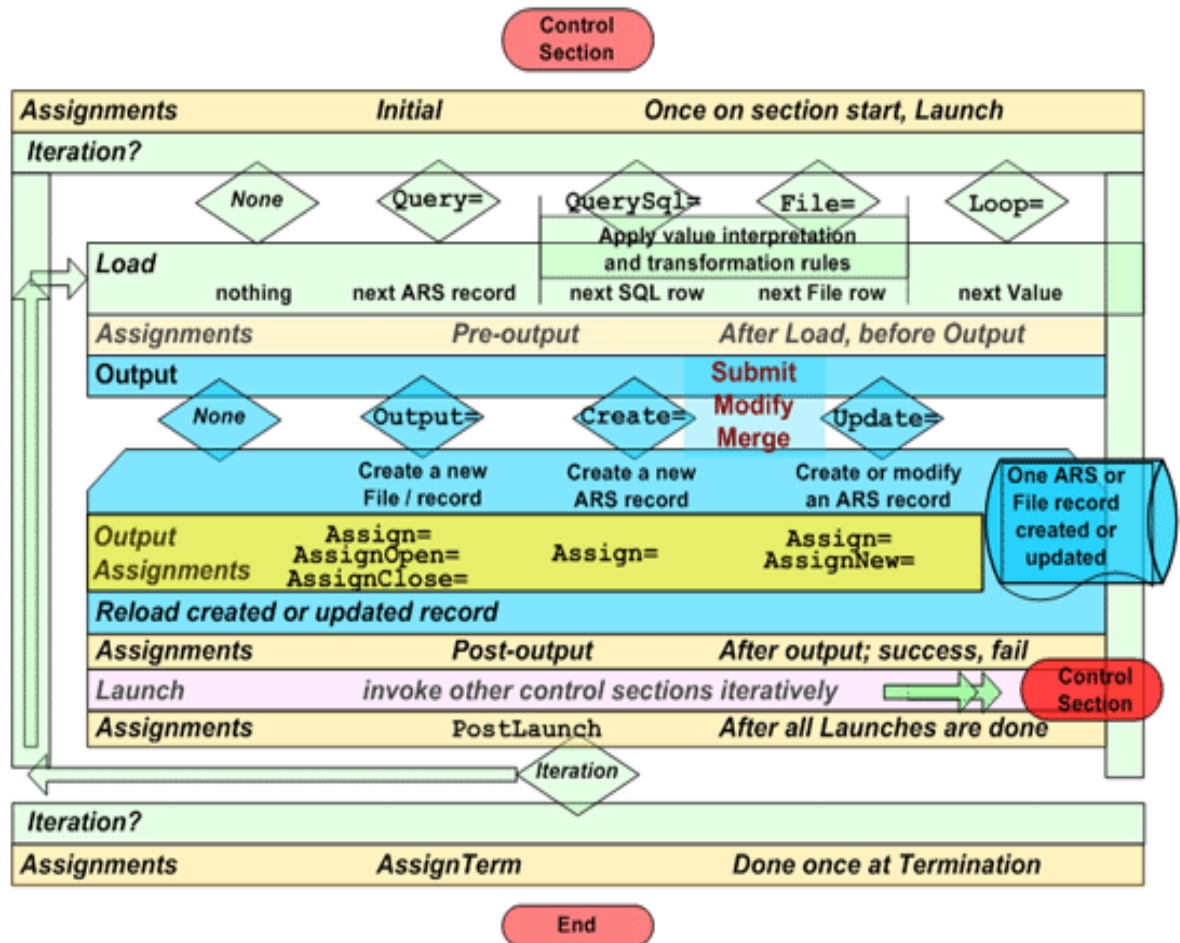 Control
Section
Assignments Initial Once on section start, Launch
Iteration?
None Query= QuerySql= File= Loop=
Apply value interpretation
and transformation rules
Load
nothing next ARS record next SQL row next File row next Value
Assignments Pre-output After Load, before Output
Output
Submit
Modify
Merge
None Output= Create= Update=
Create a new
File / record
Create a new
ARS record
Create or modify
an ARS record
One ARS or
File record
created or
updated
Output
Assignments
Assign=
AssignOpen=
AssignClose=
Assign=
Assign=
AssignNew=
Reload created or updated record
Assignments Post-output After output; success, fail
Launch invoke other control sections iteratively
Control
Section
Assignments PostLaunch After all Launches are done
Iteration
Iteration?
Assignments AssignTerm Done once at Termination
End